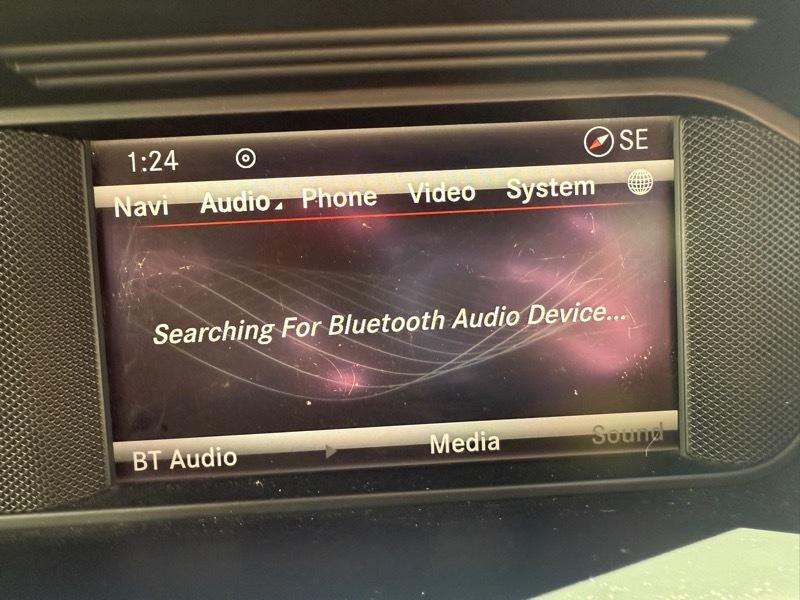 1:24 SE
Navi Audio Phone Video System
Searching For Bluetooth Audio Device...
BT Audio Media Sound